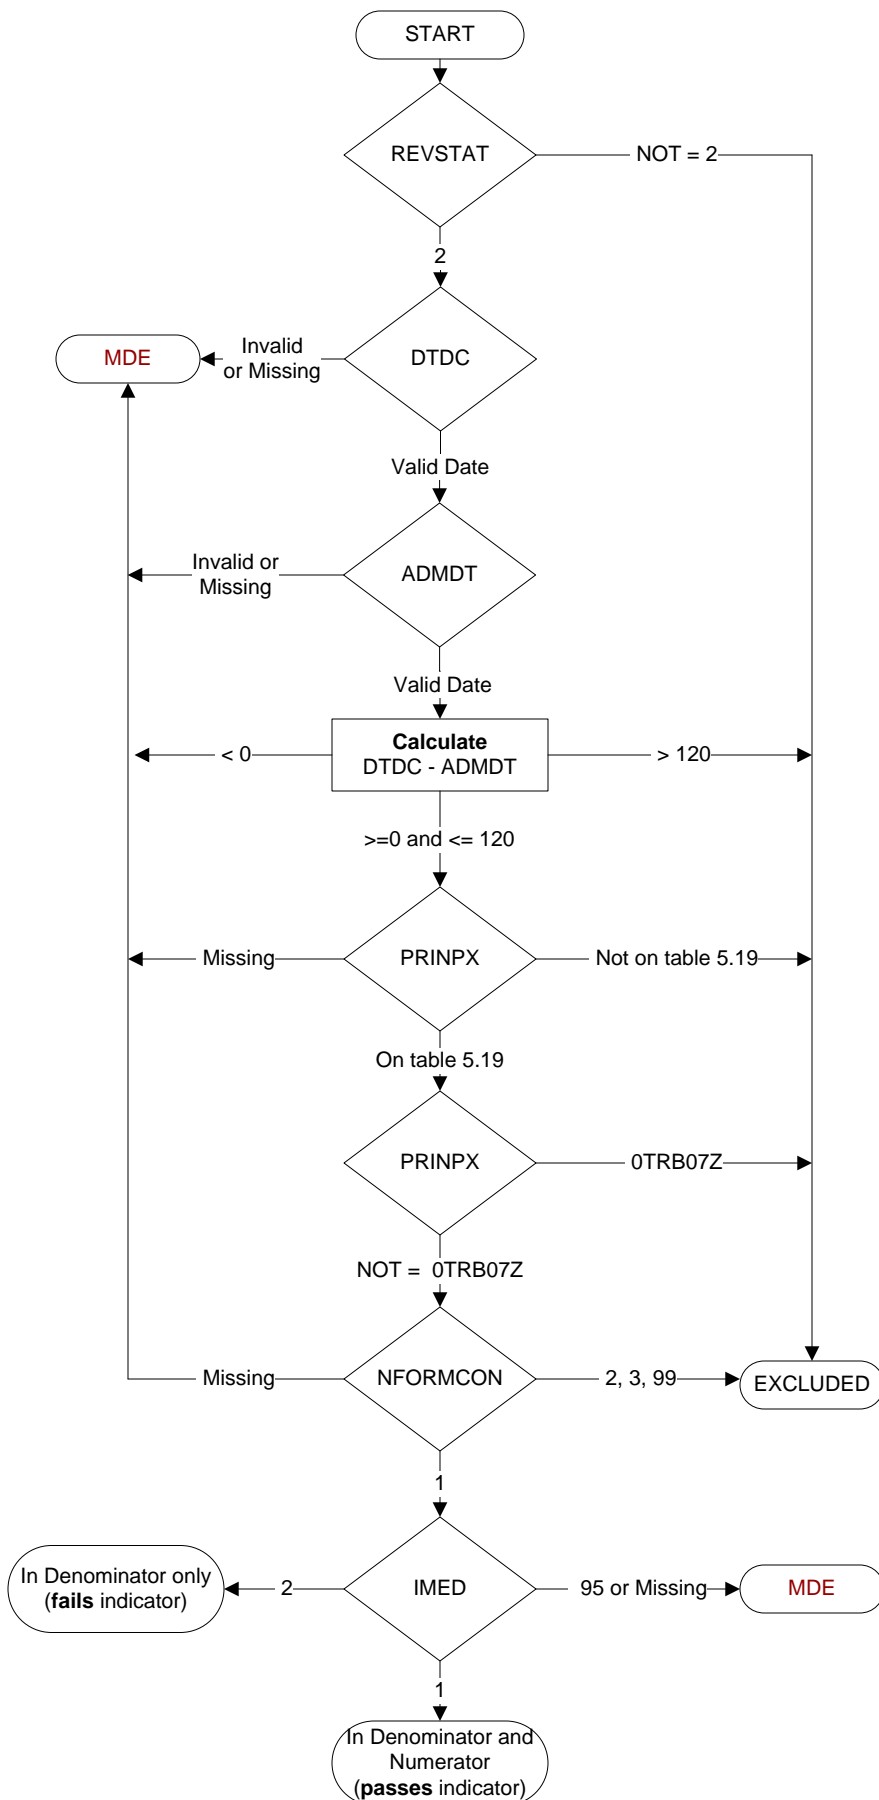 START
REVSTAT
NOT = 2
2
DTDC
Invalid
or Missing
MDE
Valid Date
ADMDT
Invalid or
Missing
Valid Date
Calculate
DTDC - ADMDT
< 0
> 120
>=0 and <= 120
PRINPX
Missing
Not on table 5.19
On table 5.19
PRINPX
0TRB07Z
NOT = 0TRB07Z
NFORMCON
Missing
2, 3, 99
EXCLUDED
1
IMED
2
In Denominator only
(fails indicator)
95 or Missing
MDE
1
In Denominator and
Numerator
(passes indicator)